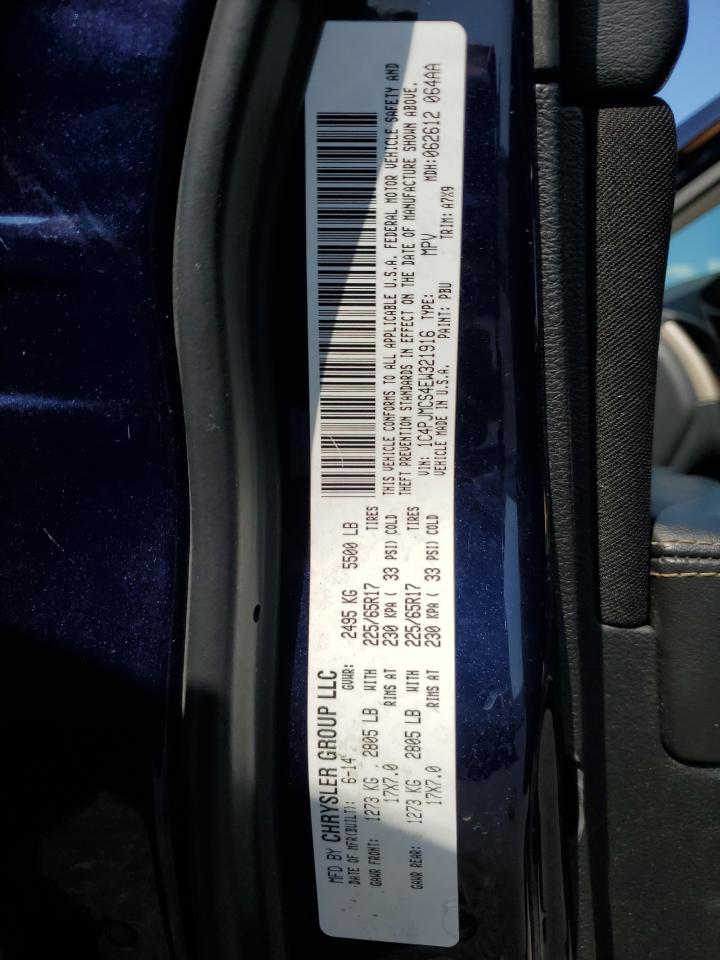 MFD BY CHRYSLER GROUP LLC
DATE OF MFR(BUILT): 6-14 GVWR: 2495 KG 5500 LB
GAWR FRONT: 1273 KG 2805 LB WITH 225/65R17 TIRES
17X7.0 RIMS AT 230 KPA ( 33 PSI) COLD
GAWR REAR: 1273 KG 2805 LB WITH 225/65R17 TIRES
17X7.0 RIMS AT 230 KPA ( 33 PSI) COLD
THIS VEHICLE CONFORMS TO ALL APPLICABLE U.S.A. FEDERAL MOTOR VEHICLE SAFETY AND
THEFT PREVENTION STANDARDS IN EFFECT ON THE DATE OF MANUFACTURE SHOWN ABOVE.
VIN: 1C4PJMCS4EW321916 TYPE: MPV MDH:062612 064AA
VEHICLE MADE IN U.S.A. PAINT: PBU TRIM: A7X9